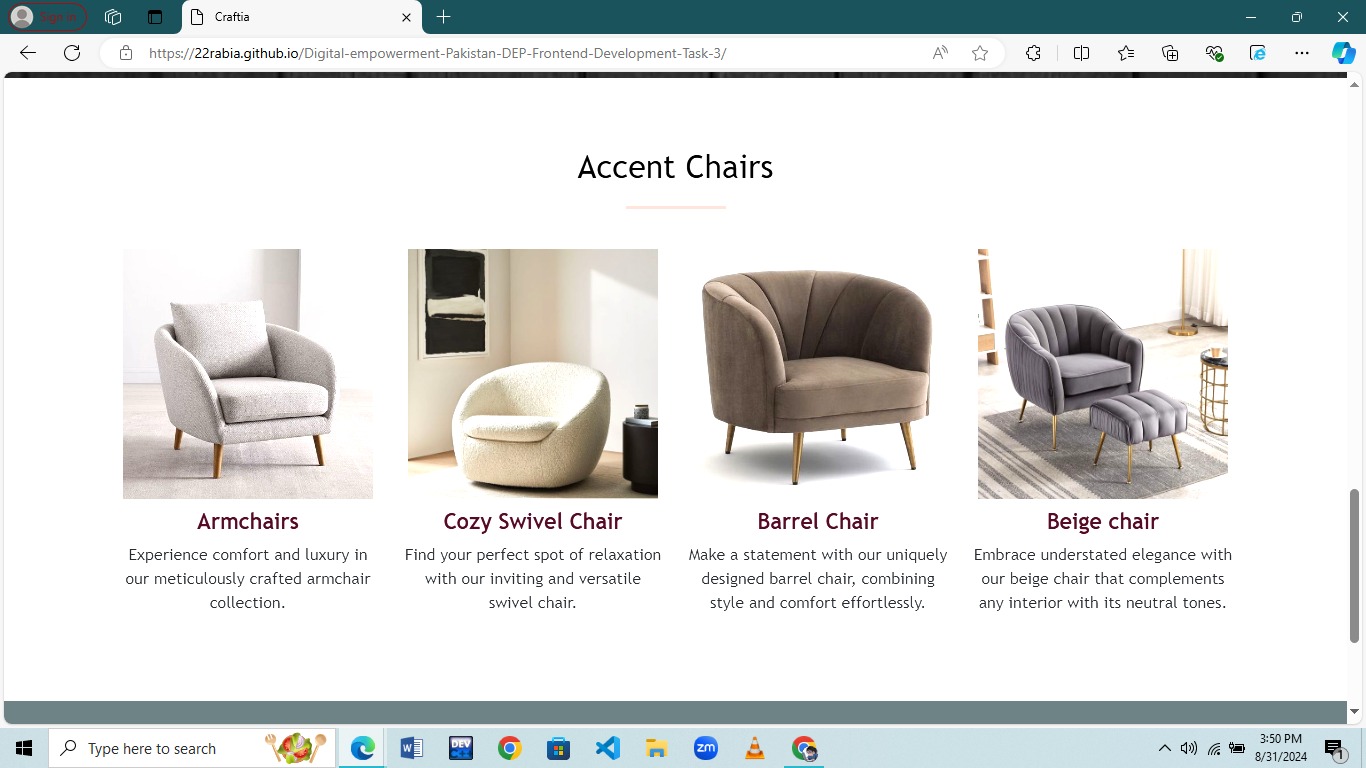 Sign in
Craftia
https://22rabia.github.io/Digital-empowerment-Pakistan-DEP-Frontend-Development-Task-3/
Accent Chairs
Armchairs
Experience comfort and luxury in
our meticulously crafted armchair
collection.
Cozy Swivel Chair
Find your perfect spot of relaxation
with our inviting and versatile
swivel chair.
Barrel Chair
Make a statement with our uniquely
designed barrel chair, combining
style and comfort effortlessly.
Beige chair
Embrace understated elegance with
our beige chair that complements
any interior with its neutral tones.
Type here to search
DEV
zm
3:50 PM
8/31/2024
1